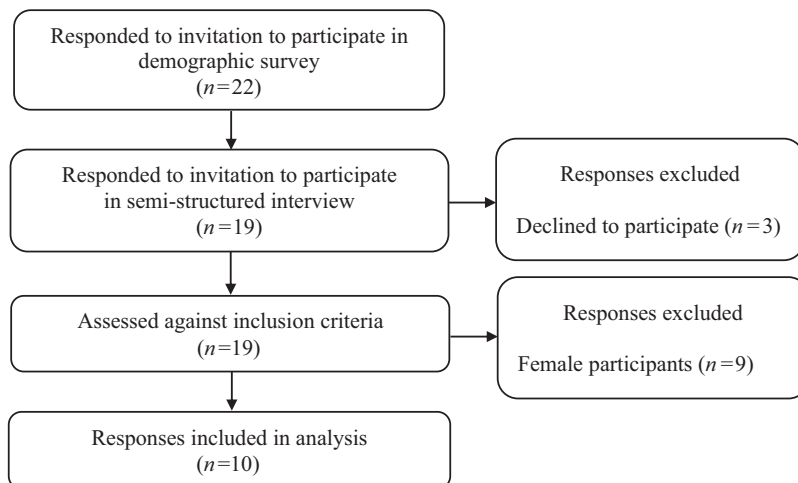 Responded to invitation to participate in
demographic survey
(n=22)
Responded to invitation to participate
in semi-structured interview
(n=19)
Responses excluded
Declined to participate (n=3)
Assessed against inclusion criteria
(n=19)
Responses excluded
Female participants (n=9)
Responses included in analysis
(n=10)